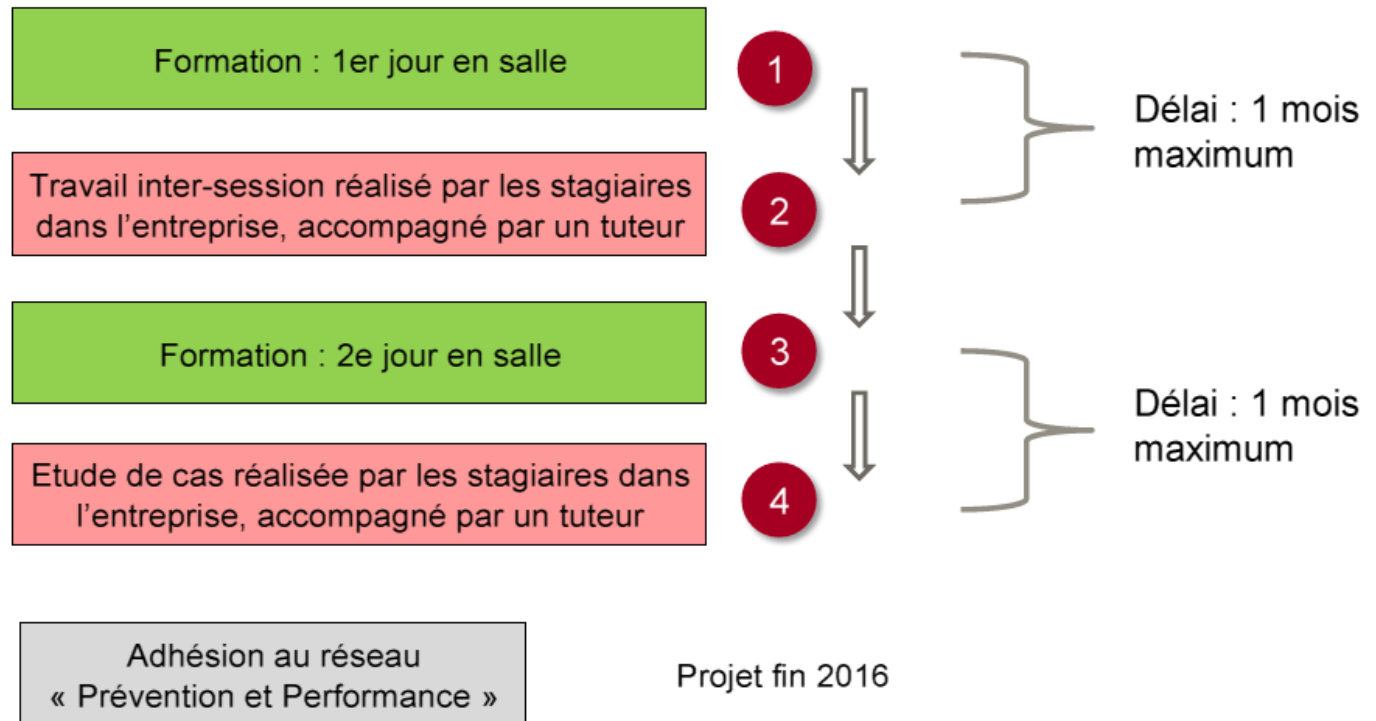 Formation : 1er jour en salle
1
Délai : 1 mois
maximum
Travail inter-session réalisé par les stagiaires
dans l'entreprise, accompagné par un tuteur
2
Formation : 2e jour en salle
3
Délai : 1 mois
maximum
Etude de cas réalisée par les stagiaires dans
l'entreprise, accompagné par un tuteur
4
Adhésion au réseau
« Prévention et Performance »
Projet fin 2016